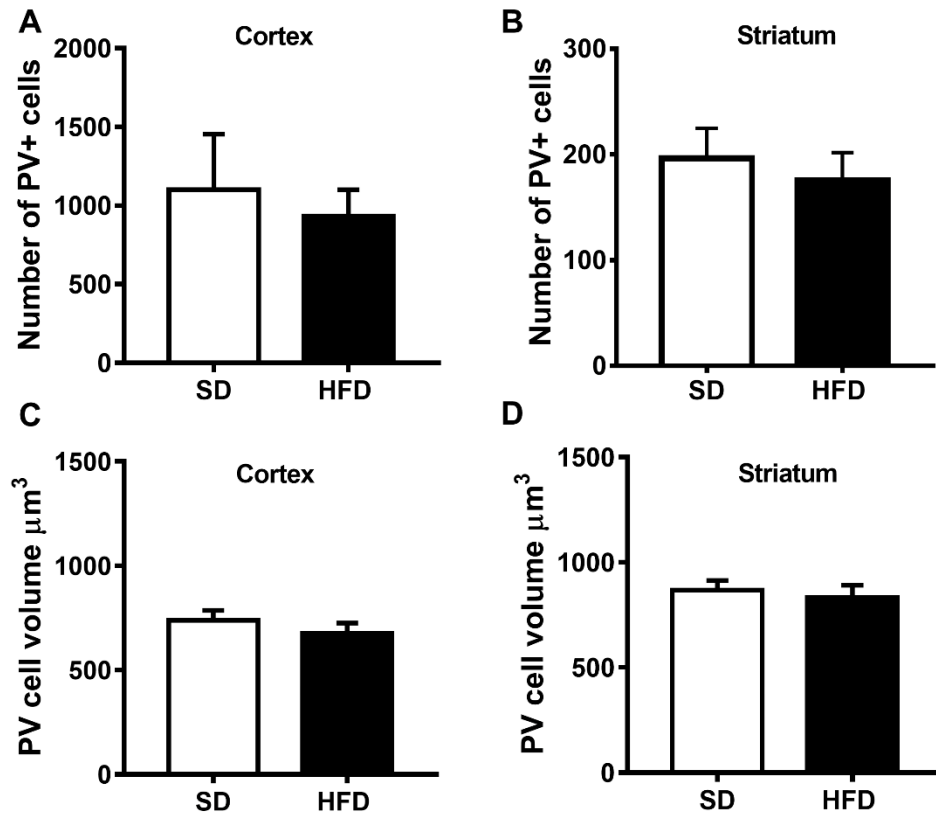 A
Cortex
Number of PV+ cells
2000
1500
1000
500
0
SD HFD
B
Striatum
Number of PV+ cells
300
200
100
0
SD HFD
C
Cortex
PV cell volume μm³
1500
1000
500
0
SD HFD
D
Striatum
PV cell volume μm³
1500
1000
500
0
SD HFD